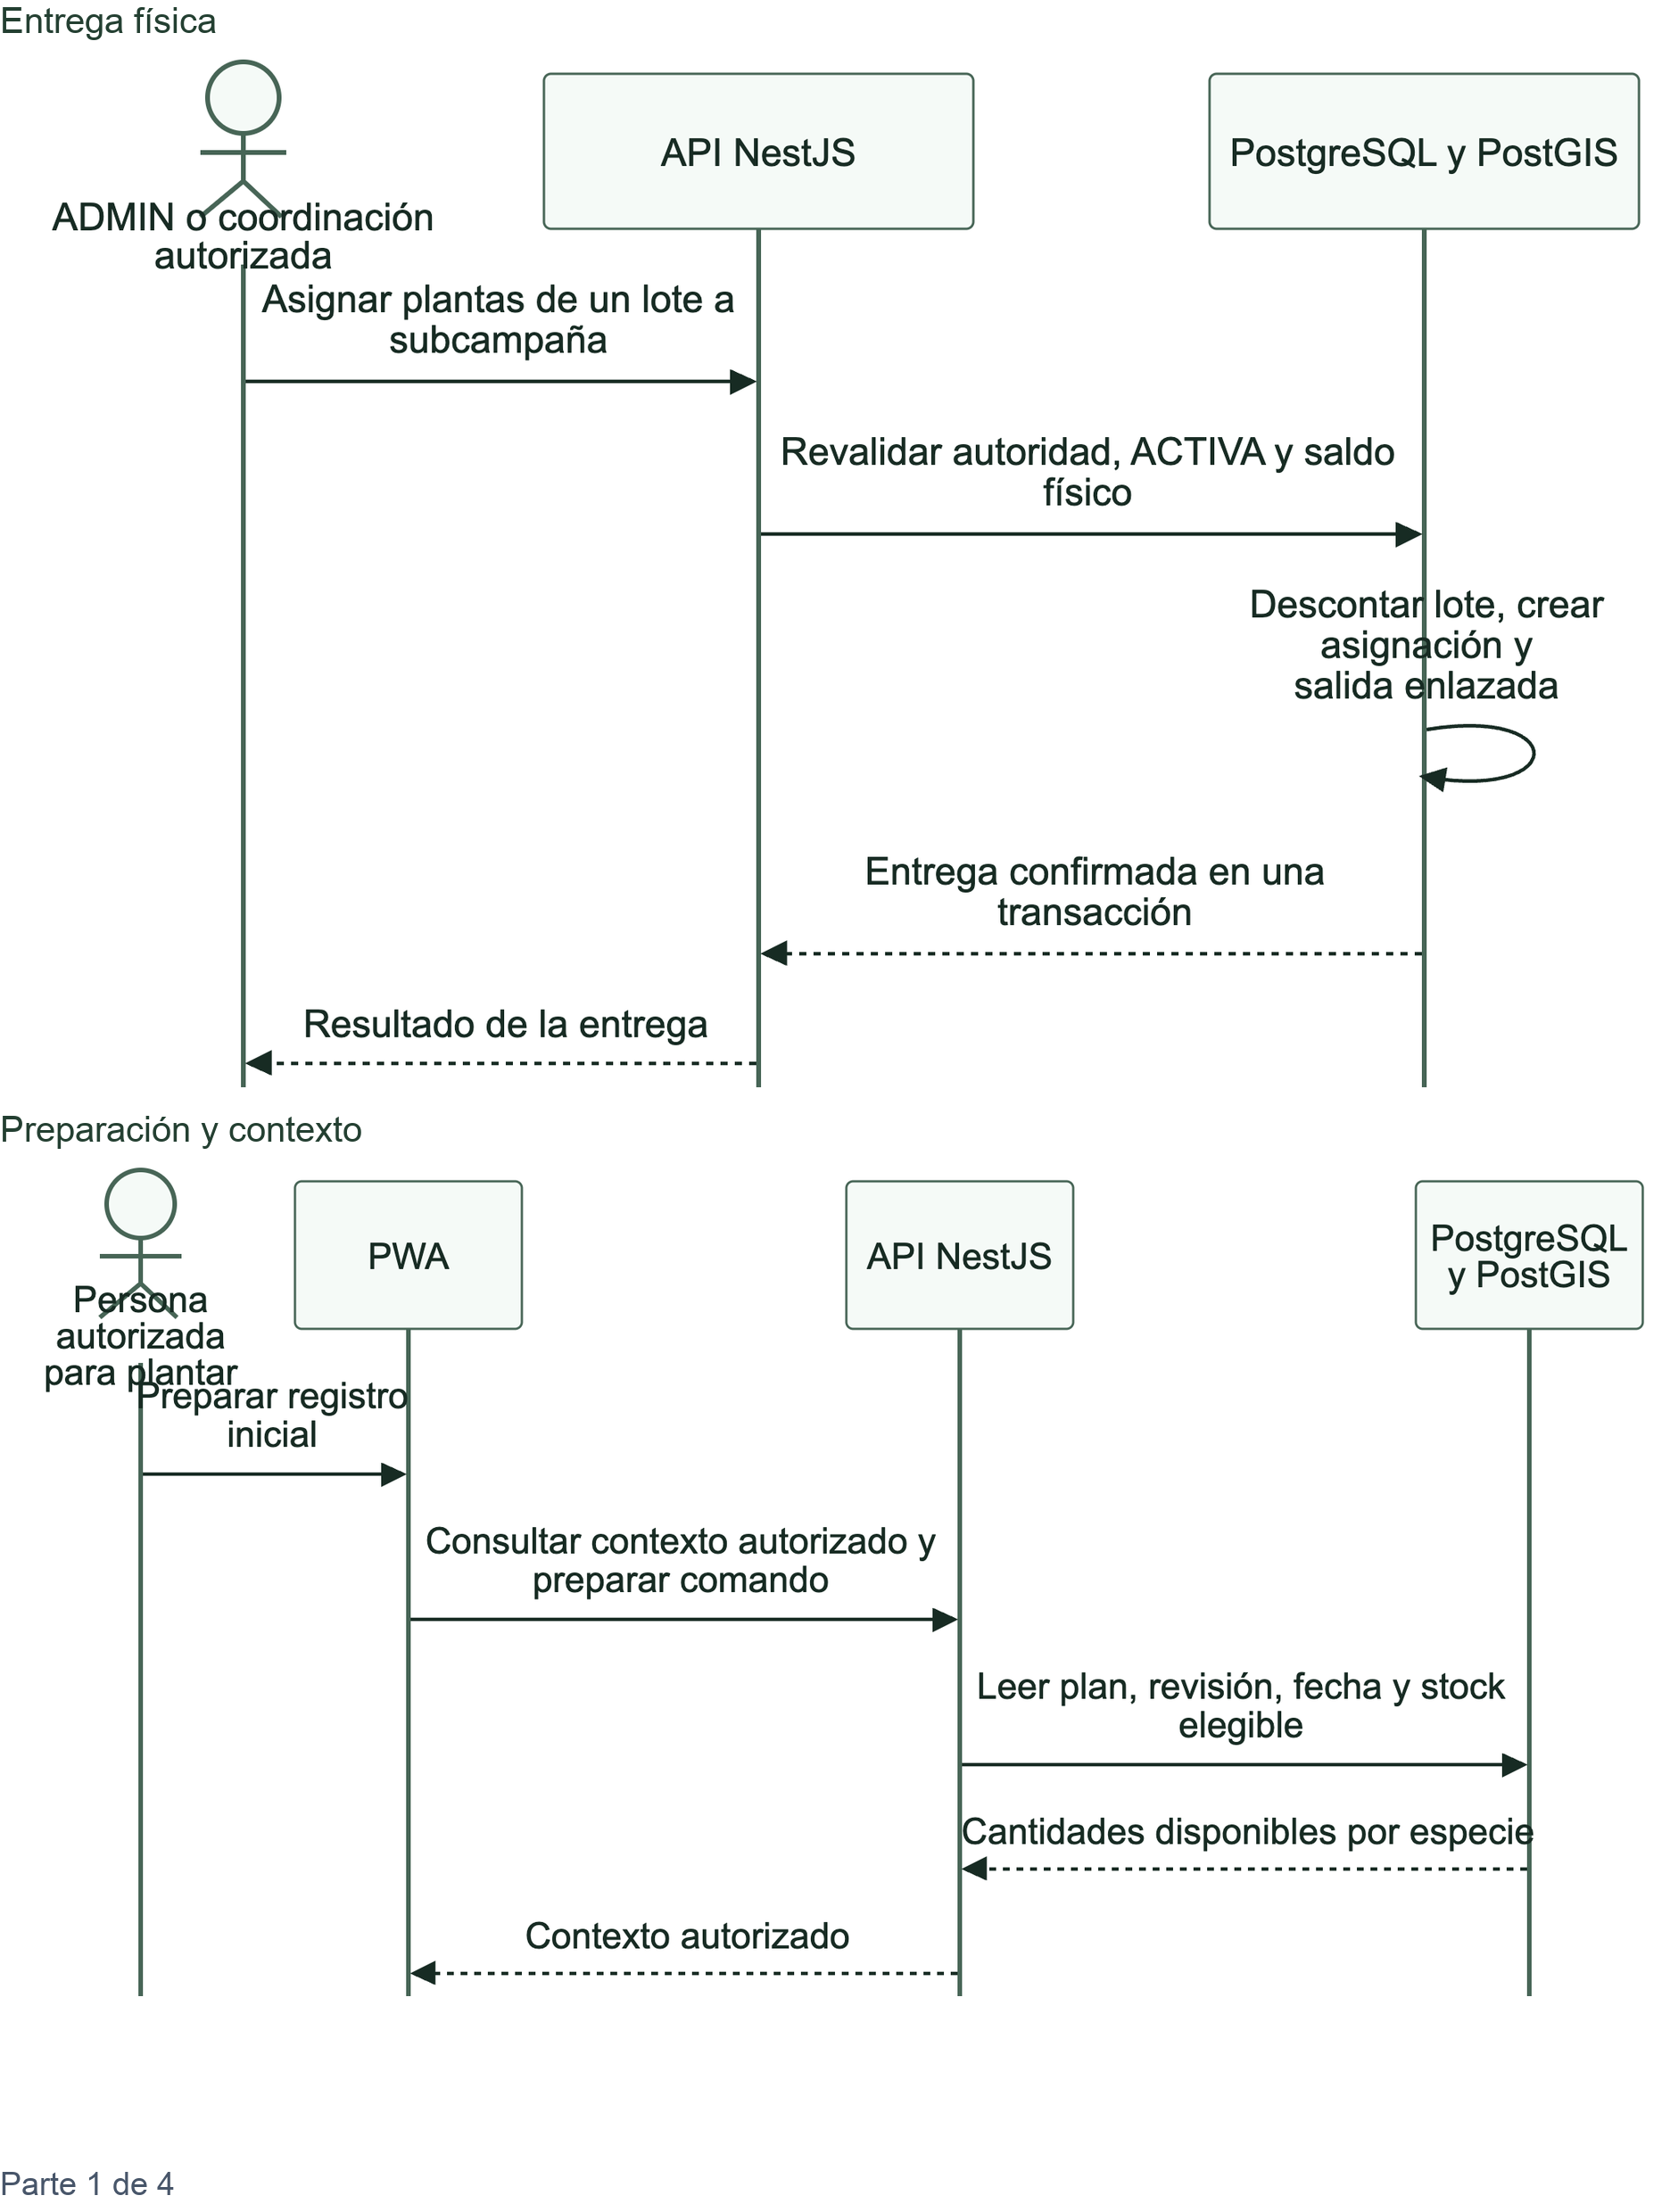 Entrega física
API NestJS
PostgreSQL y PostGIS
ADMIN o coordinación
autorizada
Asignar plantas de un lote a
subcampaña
Revalidar autoridad, ACTIVA y saldo
físico
Descontar lote, crear
asignación y
salida enlazada
Entrega confirmada en una
transacción
Resultado de la entrega
Preparación y contexto
PWA
API NestJS
PostgreSQL
y PostGIS
Persona
autorizada
para plantar
Preparar registro
inicial
Consultar contexto autorizado y
preparar comando
Leer plan, revisión, fecha y stock
elegible
Cantidades disponibles por especie
Contexto autorizado
Parte 1 de 4